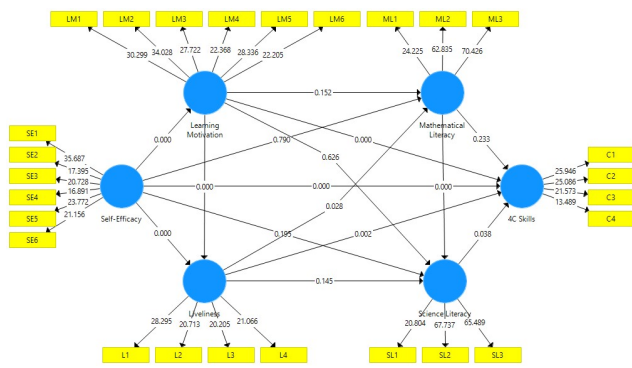 LM1 LM2 LM3 LM4 LM5 LM6 ML1 ML2 ML3
30.299 34.028 27.722 22.368 28.336 22.205 24.225 62.835 70.426
0.152
Learning
Motivation
Mathematical
Literacy
0.000 0.790 0.000 0.233
0.626
SE1
SE2
SE3
SE4
SE5
SE6
35.687
17.395
20.728
16.891
23.772
21.156
Self-Efficacy
0.000 0.000 0.000
4C Skills
25.946
25.086
21.573
13.489
C1
C2
C3
C4
0.028
0.000 0.195 0.002 0.038
0.145
Liveliness
Science Literacy
28.295 20.713 20.205 21.066 20.804 67.737 65.489
L1 L2 L3 L4 SL1 SL2 SL3